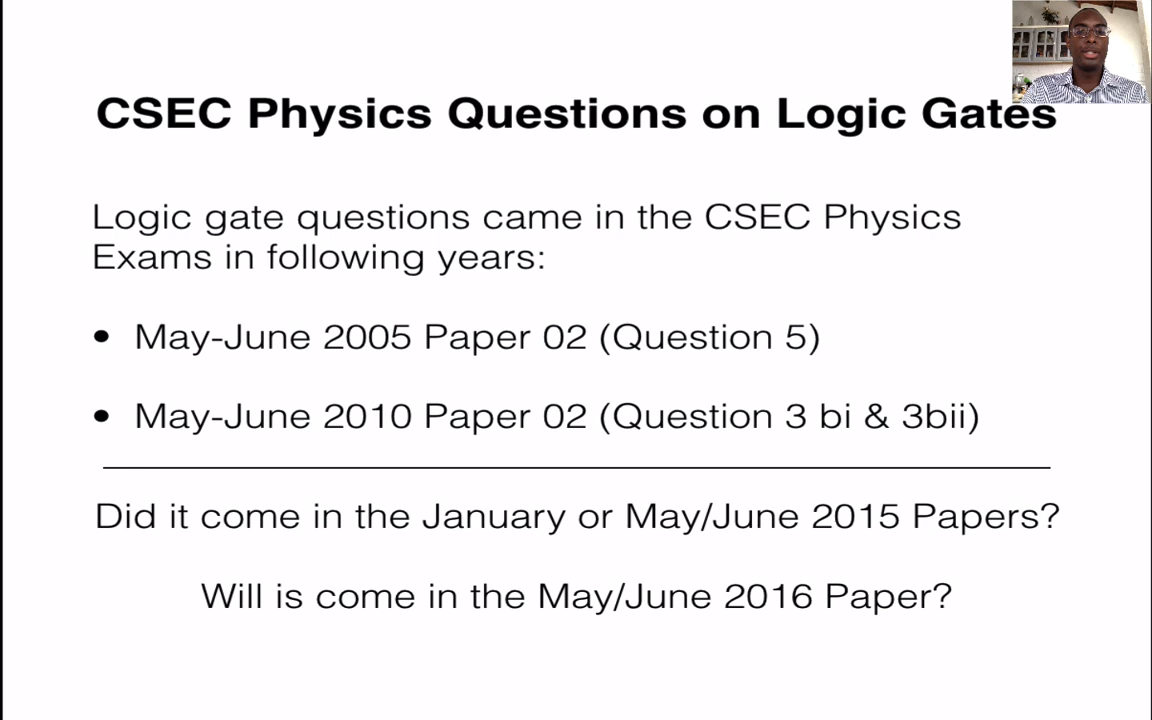 CSEC Physics Questions on Logic Gates
Logic gate questions came in the CSEC Physics
Exams in following years:
• May-June 2005 Paper 02 (Question 5)
• May-June 2010 Paper 02 (Question 3 bi & 3bii)
Did it come in the January or May/June 2015 Papers?
Will is come in the May/June 2016 Paper?